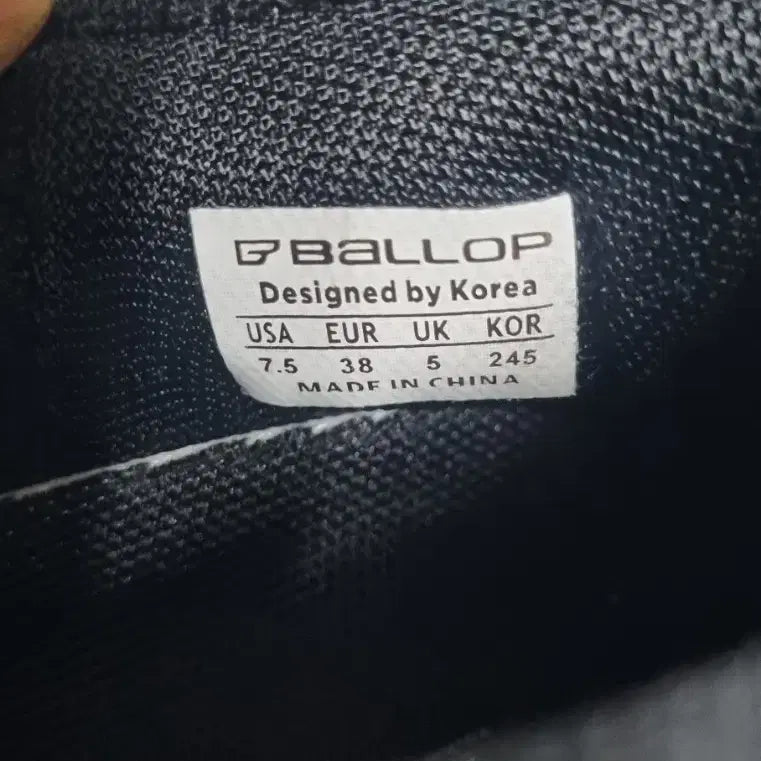 BaLLOP
Designed by Korea
USA EUR UK KOR
7.5 38 5 245
MADE IN CHINA